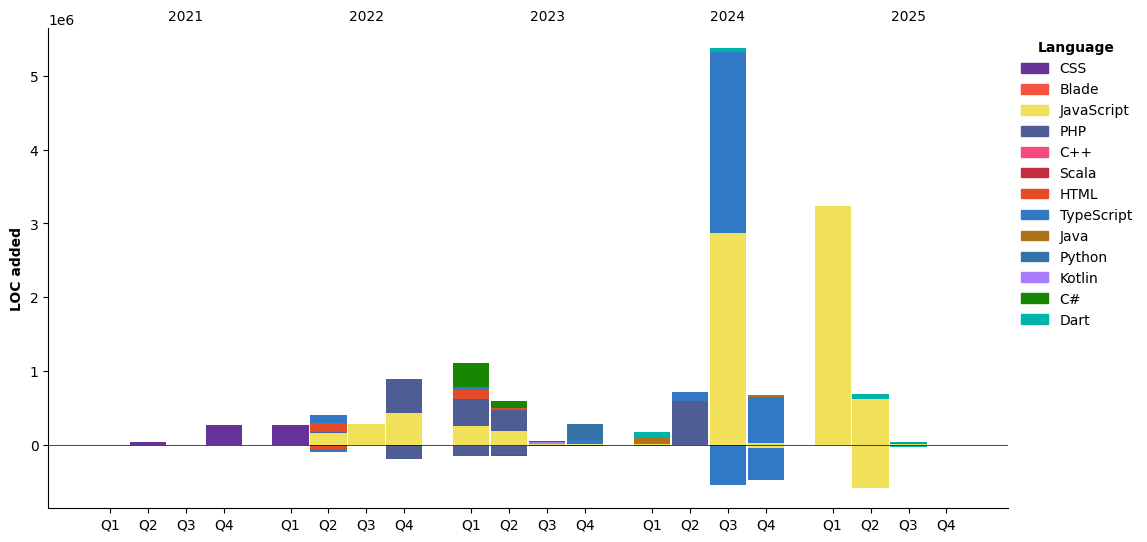 1e6
2021 2022 2023 2024 2025
LOC added
5
4
3
2
1
0
Q1 Q2 Q3 Q4 Q1 Q2 Q3 Q4 Q1 Q2 Q3 Q4 Q1 Q2 Q3 Q4 Q1 Q2 Q3 Q4
Language
CSS
Blade
JavaScript
PHP
C++
Scala
HTML
TypeScript
Java
Python
Kotlin
C#
Dart